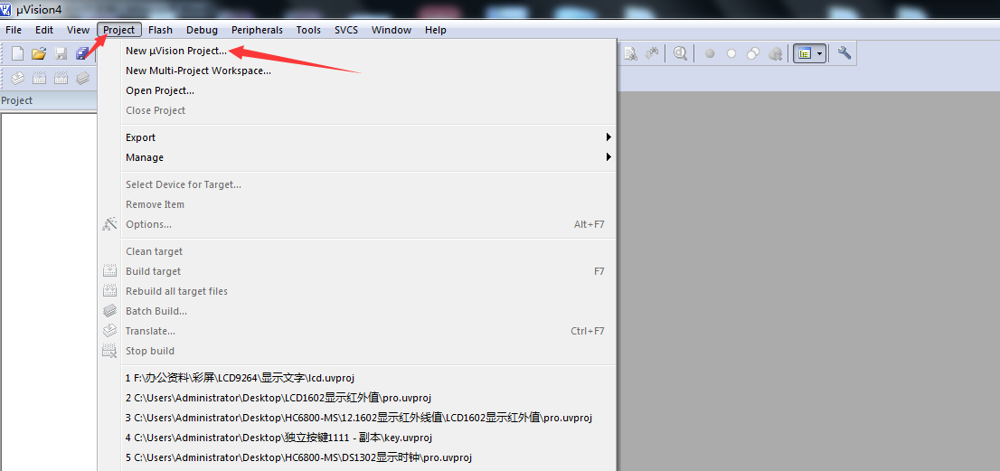 µVision4
File Edit View Project Flash Debug Peripherals Tools SVCS Window Help
New µVision Project...
New Multi-Project Workspace...
Open Project...
Close Project
Project
Export
Manage
Select Device for Target...
Remove Item
Options... Alt+F7
Clean target
Build target F7
Rebuild all target files
Batch Build...
Translate... Ctrl+F7
Stop build
1 F:\办公资料\彩屏\LCD9264\显示文字\lcd.uvproj
2 C:\Users\Administrator\Desktop\LCD1602显示红外值\pro.uvproj
3 C:\Users\Administrator\Desktop\HC6800-MS\12.1602显示红外线值\LCD1602显示红外值\pro.uvproj
4 C:\Users\Administrator\Desktop\独立按键1111 - 副本\key.uvproj
5 C:\Users\Administrator\Desktop\HC6800-MS\DS1302显示时钟\pro.uvproj